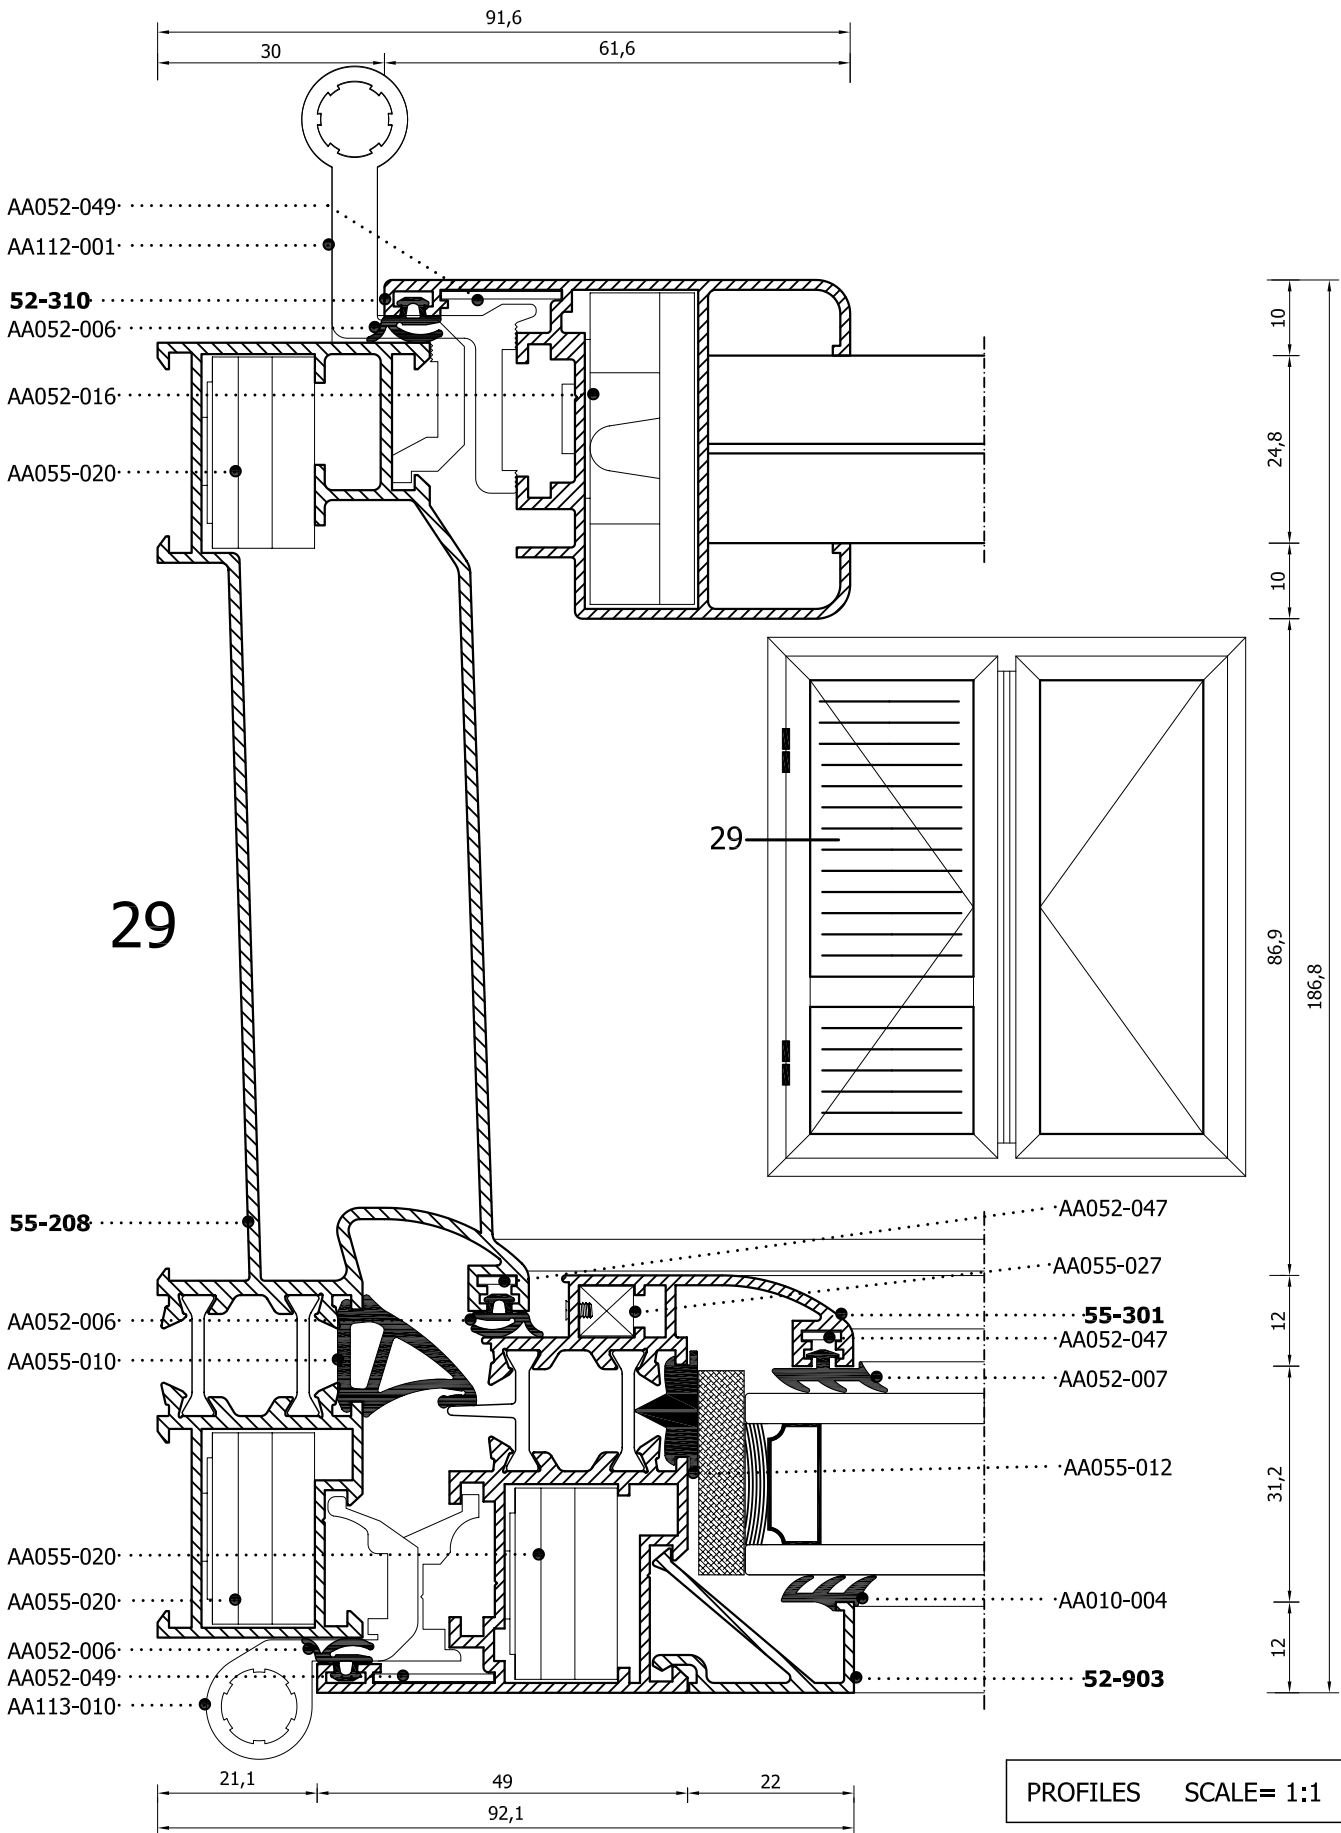 91,6
30
61,6
AA052-049
AA112-001
52-310
AA052-006
AA052-016
AA055-020
10
24,8
10
29
29
86,9
186,8
55-208
AA052-047
AA055-027
AA052-006
55-301
AA055-010
AA052-047
AA052-007
12
AA055-012
31,2
AA055-020
AA055-020
AA010-004
AA052-006
AA052-049
52-903
AA113-010
12
21,1
49
22
92,1
PROFILES SCALE= 1:1